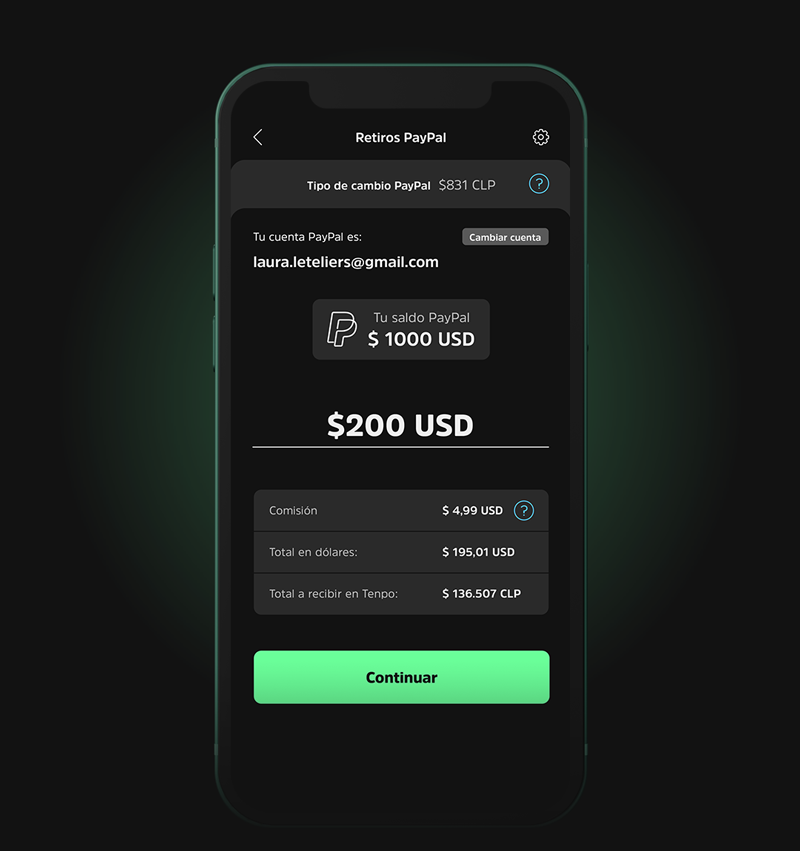 Retiros PayPal
Tipo de cambio PayPal $831 CLP ?
Tu cuenta PayPal es: Cambiar cuenta
laura.leteliers@gmail.com
Tu saldo PayPal
$ 1000 USD
$200 USD
Comisión $ 4,99 USD ?
Total en dólares: $ 195,01 USD
Total a recibir en Tenpo: $ 136.507 CLP
Continuar